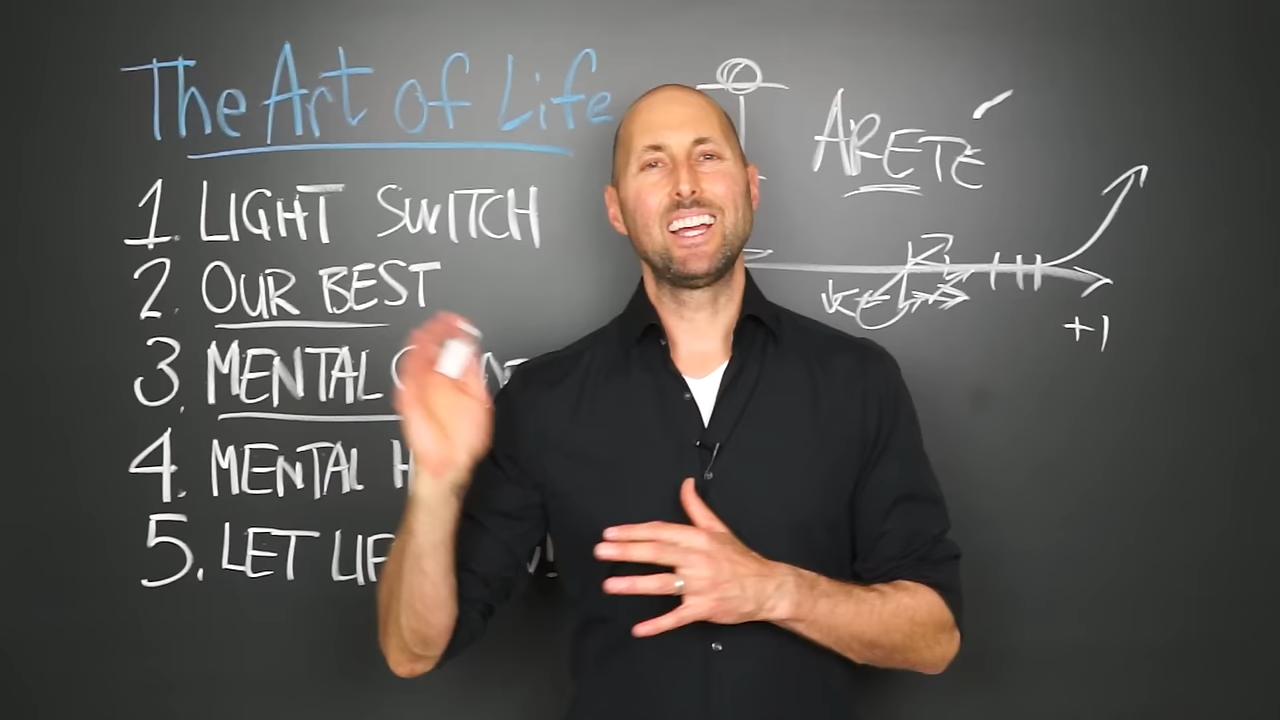 The Art of Life
1. LIGHT SWITCH
2. OUR BEST
3. MENTAL
4. MENTAL
5. LET
ARETÉ
+1